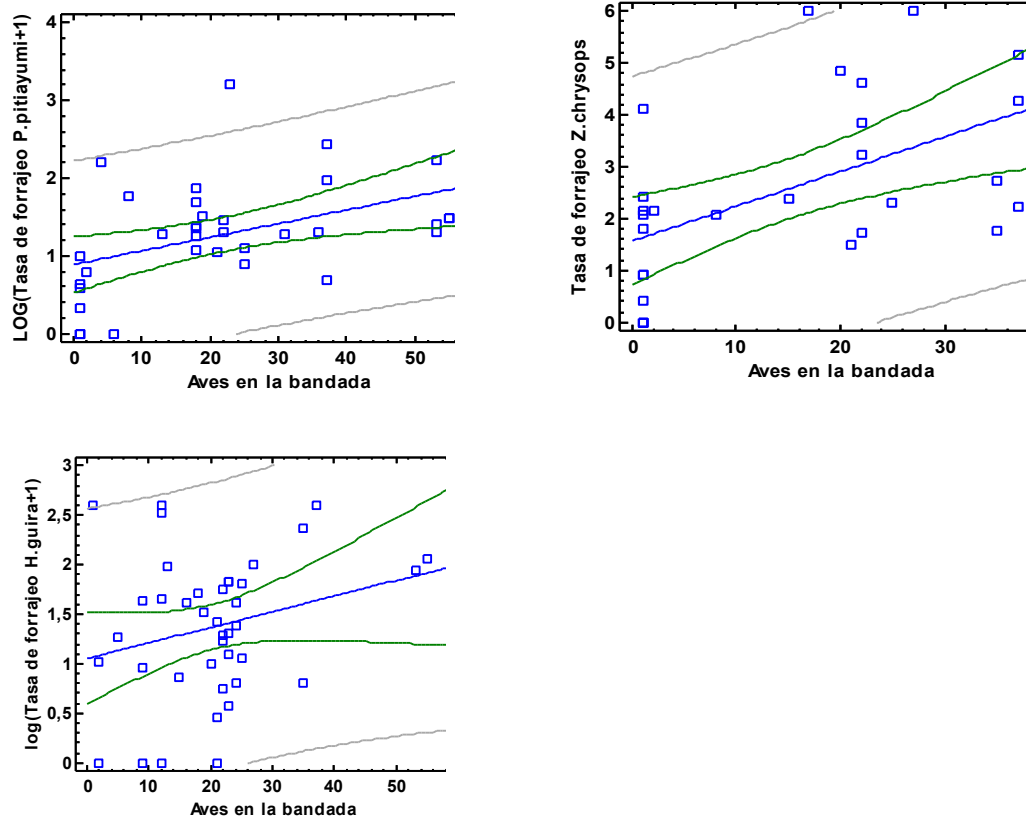 LOG(Tasa de forrajeo P.pitiayumi+1)
4
3
2
1
0
0 10 20 30 40 50
Aves en la bandada
Tasa de forrajeo Z.chrysops
6
5
4
3
2
1
0
0 10 20 30
Aves en la bandada
log(Tasa de forrajeo H.guira+1)
3
2,5
2
1,5
1
0,5
0
0 10 20 30 40 50
Aves en la bandada